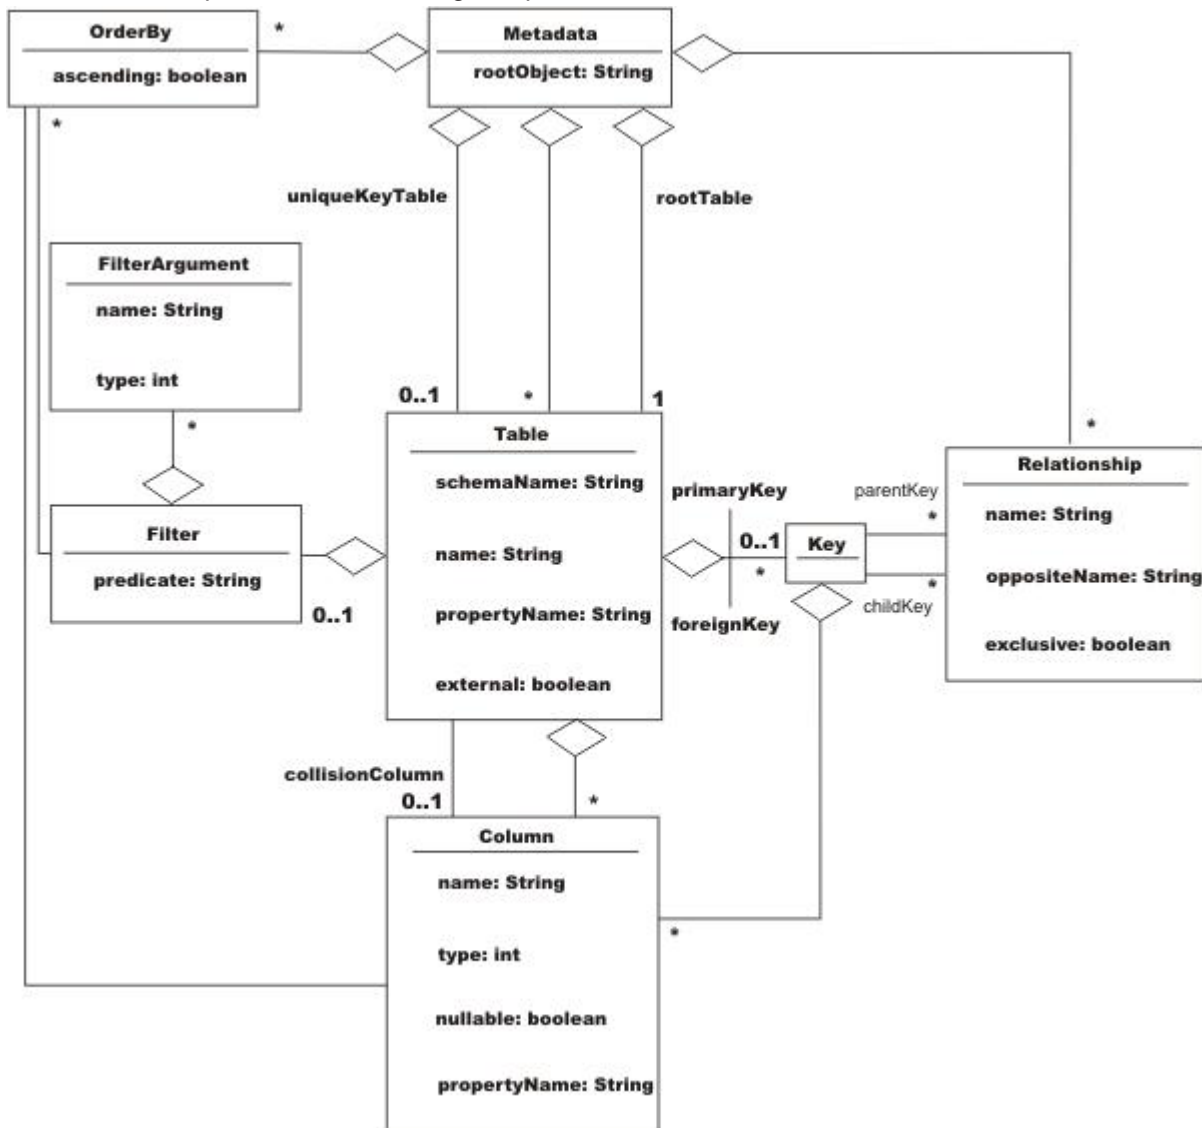 OrderBy
ascending: boolean
*
*
Metadata
rootObject: String
uniqueKeyTable
rootTable
FilterArgument
name: String
type: int
*
0..1
*
1
*
Table
schemaName: String
name: String
propertyName: String
external: boolean
Filter
predicate: String
0..1
primaryKey
foreignKey
0..1
*
Key
parentKey
*
*
childKey
Relationship
name: String
oppositeName: String
exclusive: boolean
collisionColumn
0..1
*
*
Column
name: String
type: int
nullable: boolean
propertyName: String